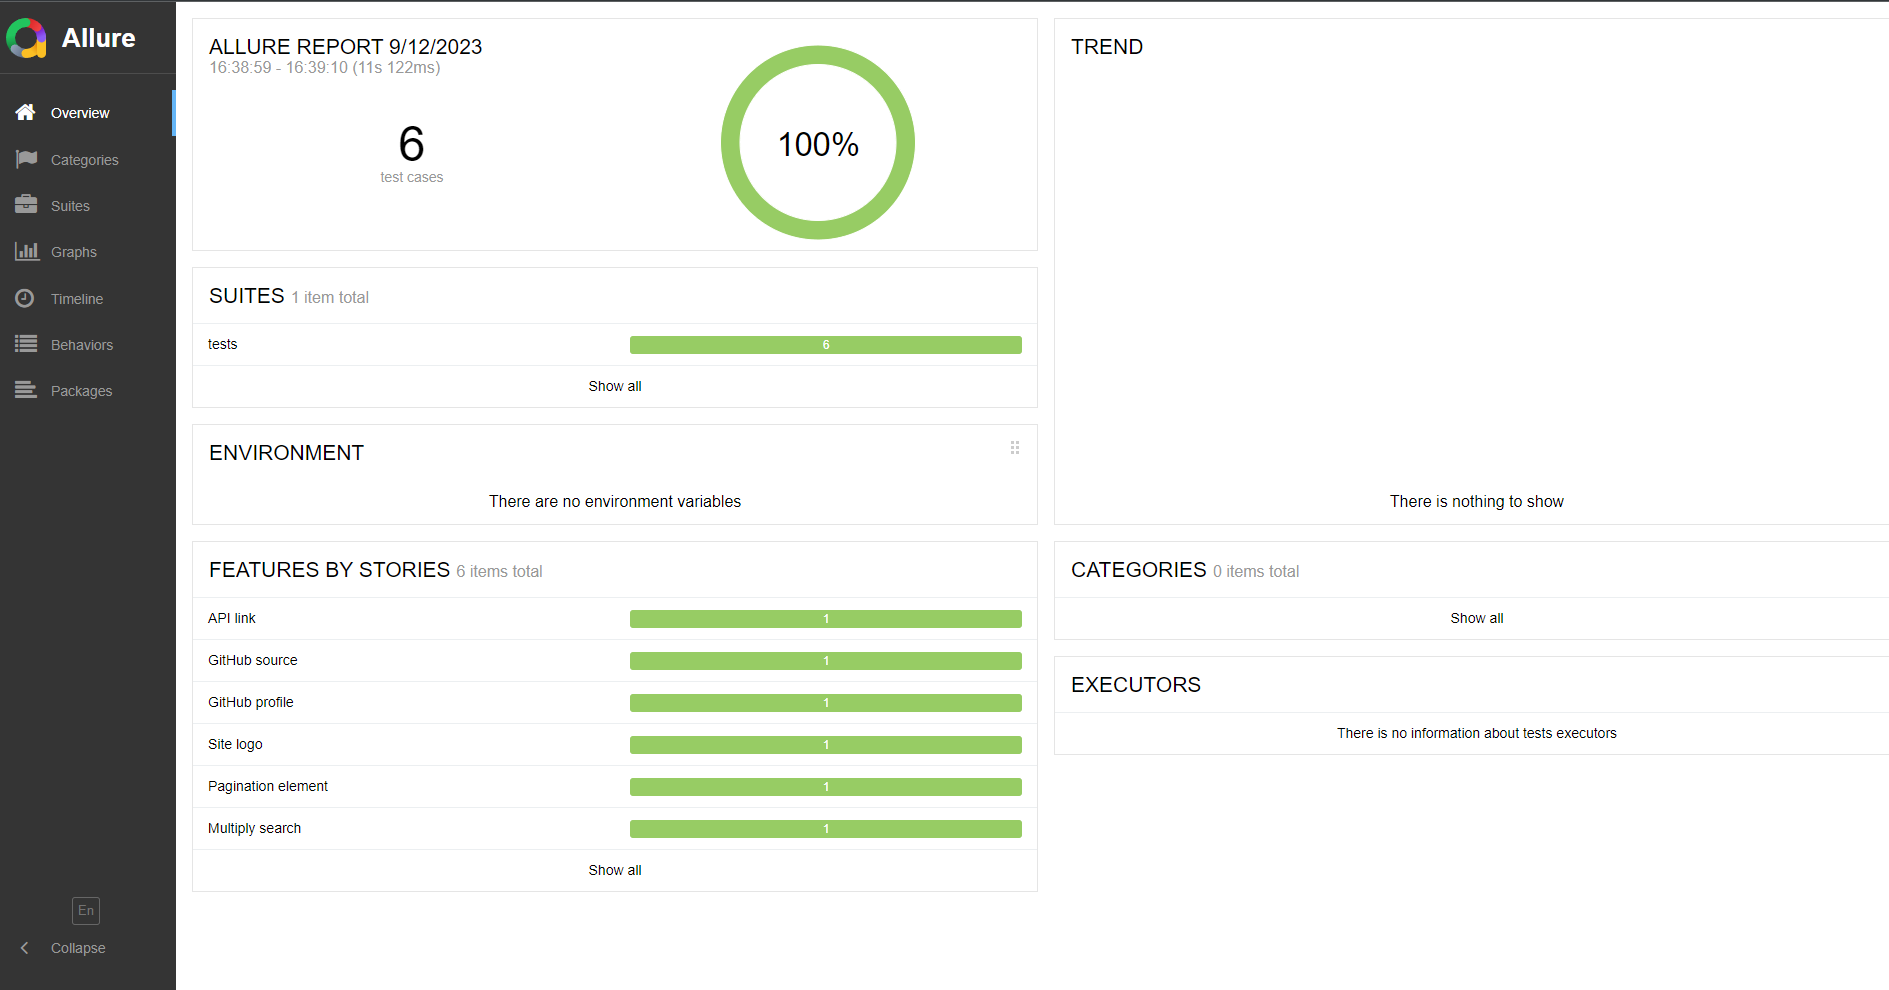 Allure
Overview
Categories
Suites
Graphs
Timeline
Behaviors
Packages
En
Collapse
ALLURE REPORT 9/12/2023
16:38:59 - 16:39:10 (11s 122ms)
6
test cases
100%
SUITES 1 item total
tests 6
Show all
ENVIRONMENT
There are no environment variables
FEATURES BY STORIES 6 items total
API link 1
GitHub source 1
GitHub profile 1
Site logo 1
Pagination element 1
Multiply search 1
Show all
TREND
There is nothing to show
CATEGORIES 0 items total
Show all
EXECUTORS
There is no information about tests executors